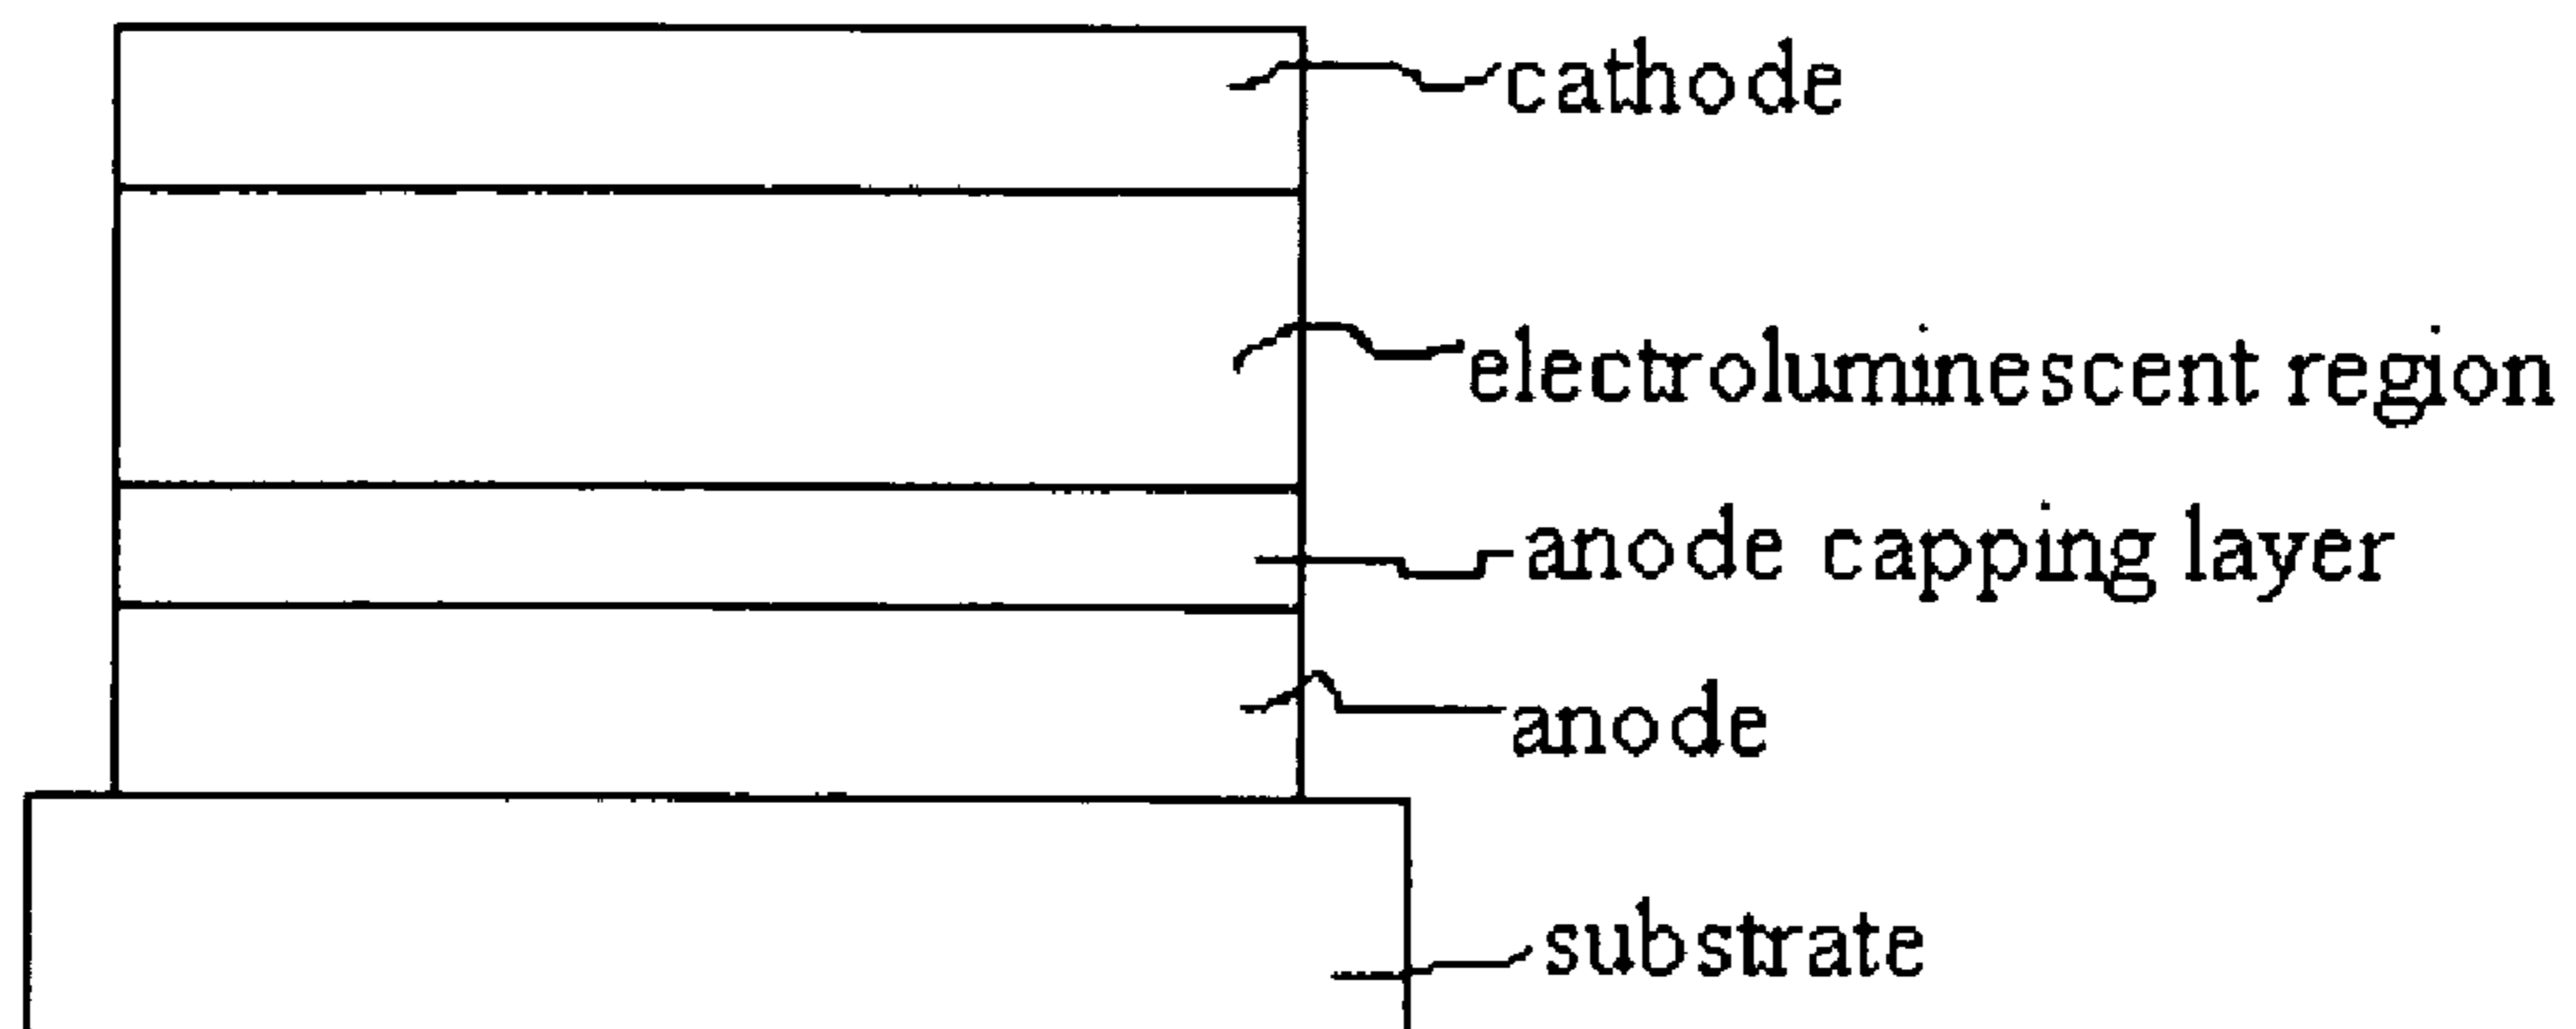 cathode
electroluminescent region
anode capping layer
anode
substrate